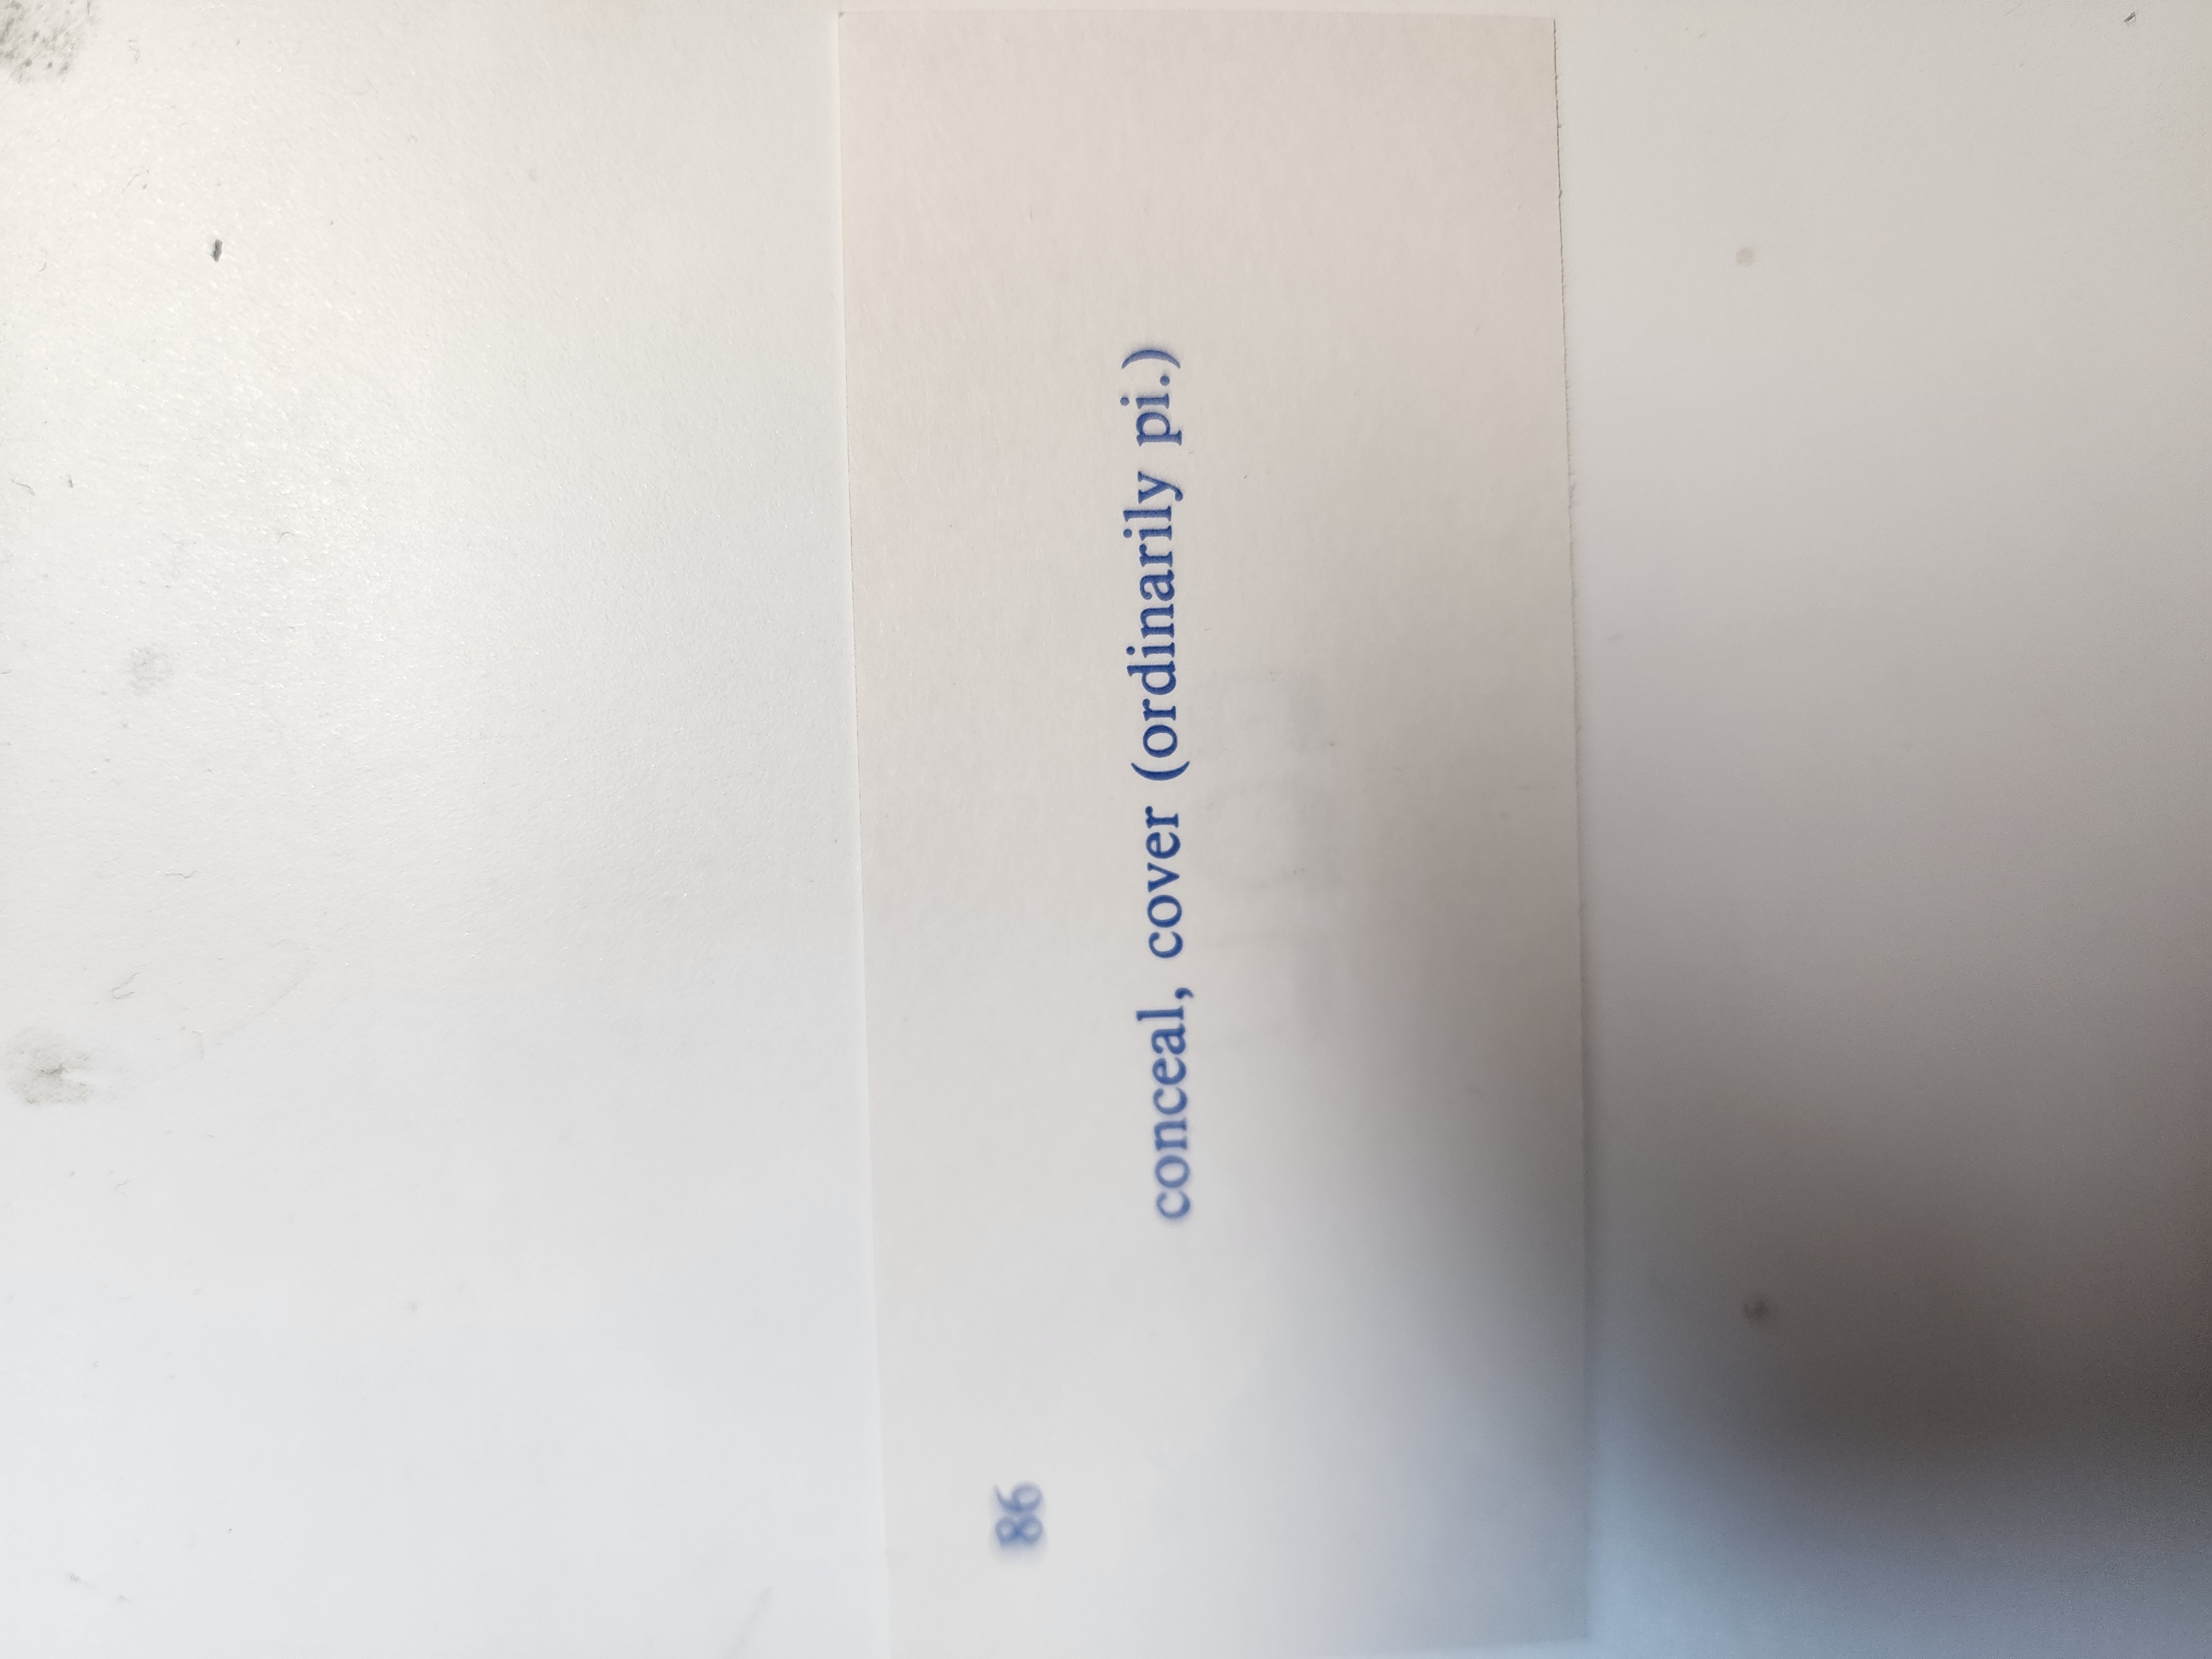 86
conceal, cover (ordinarily pi.)